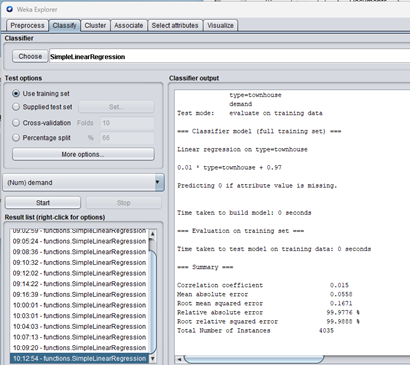 Weka Explorer
Preprocess Classify Cluster Associate Select attributes Visualize
Classifier
Choose SimpleLinearRegression
Test options
Use training set
Supplied test set Set...
Cross-validation Folds 10
Percentage split % 66
More options...
(Num) demand
Start Stop
Result list (right-click for options)
09:02:59 - functions.SimpleLinearRegression
09:05:24 - functions.SimpleLinearRegression
09:08:36 - functions.SimpleLinearRegression
09:10:32 - functions.SimpleLinearRegression
09:12:02 - functions.SimpleLinearRegression
09:14:22 - functions.SimpleLinearRegression
09:16:39 - functions.SimpleLinearRegression
10:00:01 - functions.SimpleLinearRegression
10:03:01 - functions.SimpleLinearRegression
10:04:03 - functions.SimpleLinearRegression
10:07:13 - functions.SimpleLinearRegression
10:09:20 - functions.SimpleLinearRegression
10:12:54 - functions.SimpleLinearRegression
Classifier output
type=townhouse
demand
Test mode: evaluate on training data
=== Classifier model (full training set) ===
Linear regression on type=townhouse
0.01 * type=townhouse + 0.97
Predicting 0 if attribute value is missing.
Time taken to build model: 0 seconds
=== Evaluation on training set ===
Time taken to test model on training data: 0 seconds
=== Summary ===
Correlation coefficient 0.015
Mean absolute error 0.0558
Root mean squared error 0.1671
Relative absolute error 99.9776 %
Root relative squared error 99.9888 %
Total Number of Instances 4035